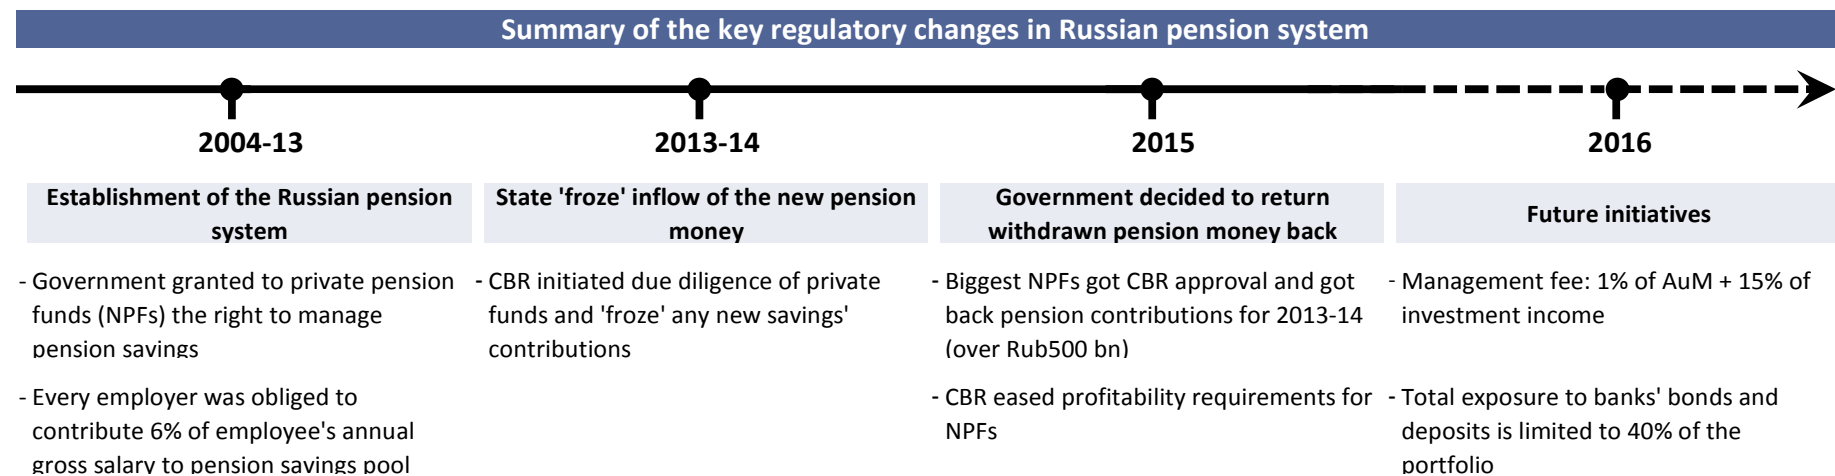 Summary of the key regulatory changes in Russian pension system
2004-13
2013-14
2015
2016
Establishment of the Russian pension
system
State 'froze' inflow of the new pension
money
Government decided to return
withdrawn pension money back
Future initiatives
- Government granted to private pension
funds (NPFs) the right to manage
pension savings
- Every employer was obliged to
contribute 6% of employee's annual
gross salary to pension savings pool
- CBR initiated due diligence of private
funds and 'froze' any new savings'
contributions
- Biggest NPFs got CBR approval and got
back pension contributions for 2013-14
(over Rub500 bn)
- CBR eased profitability requirements for
NPFs
- Management fee: 1% of AuM + 15% of
investment income
- Total exposure to banks' bonds and
deposits is limited to 40% of the
portfolio